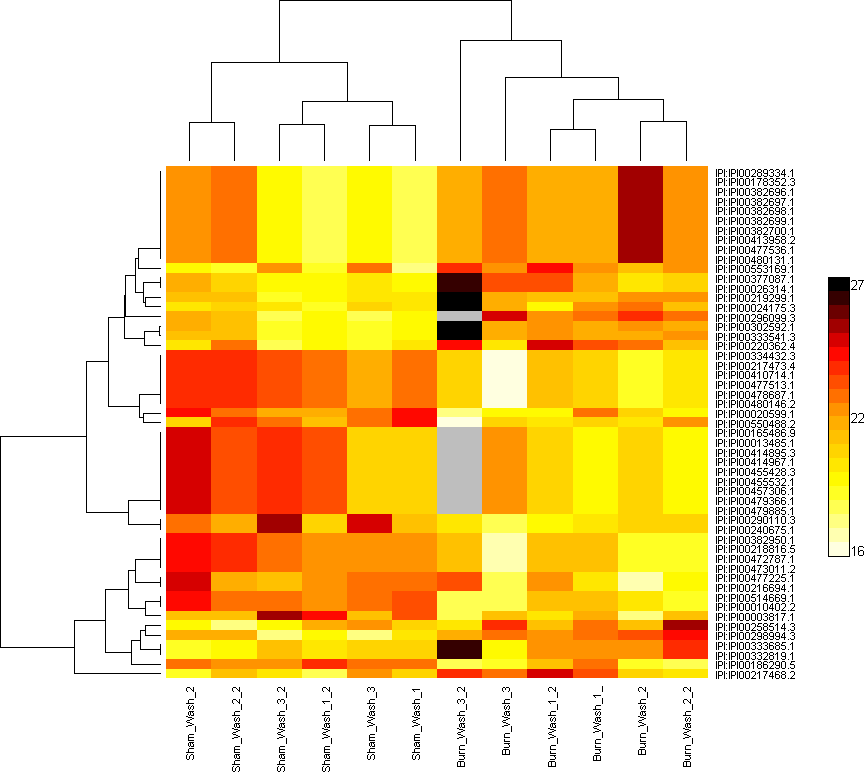 IPI:IPI00289334.1
IPI:IPI00178352.3
IPI:IPI00382696.1
IPI:IPI00382697.1
IPI:IPI00382698.1
IPI:IPI00382699.1
IPI:IPI00382700.1
IPI:IPI00413958.2
IPI:IPI00477536.1
IPI:IPI00480131.1
IPI:IPI00553169.1
IPI:IPI00377087.1
IPI:IPI00026314.1
IPI:IPI00219299.1
IPI:IPI00024175.3
IPI:IPI00296099.3
IPI:IPI00302592.1
IPI:IPI00333541.3
IPI:IPI00220362.4
IPI:IPI00334432.3
IPI:IPI00217473.4
IPI:IPI00410714.1
IPI:IPI00477513.1
IPI:IPI00478687.1
IPI:IPI00480146.2
IPI:IPI00020599.1
IPI:IPI00550488.2
IPI:IPI00165486.9
IPI:IPI00013485.1
IPI:IPI00414895.3
IPI:IPI00414967.1
IPI:IPI00455428.3
IPI:IPI00455532.1
IPI:IPI00457306.1
IPI:IPI00479366.1
IPI:IPI00479885.1
IPI:IPI00290110.3
IPI:IPI00240675.1
IPI:IPI00382950.1
IPI:IPI00218816.5
IPI:IPI00472787.1
IPI:IPI00473011.2
IPI:IPI00477225.1
IPI:IPI00216694.1
IPI:IPI00514669.1
IPI:IPI00010402.2
IPI:IPI00003817.1
IPI:IPI00258514.3
IPI:IPI00298994.3
IPI:IPI00333685.1
IPI:IPI00332819.1
IPI:IPI00186290.5
IPI:IPI00217468.2
27
22
16
Sham_Wash_2
Sham_Wash_2_2
Sham_Wash_3_2
Sham_Wash_1_2
Sham_Wash_3
Sham_Wash_1
Burn_Wash_3_2
Burn_Wash_3
Burn_Wash_1_2
Burn_Wash_1_
Burn_Wash_2
Burn_Wash_2_2